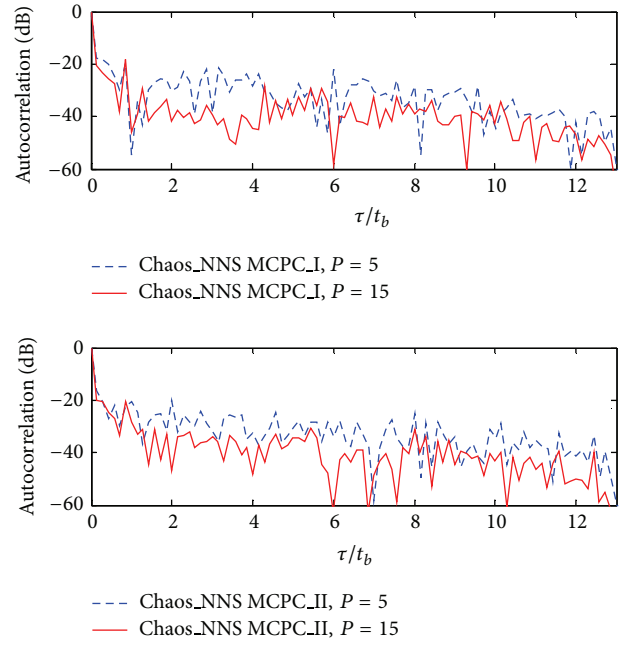 0
−20
−40
−60
Autocorrelation (dB)
0 2 4 6 8 10 12
τ/t_b
Chaos_NNS MCPC_I, P = 5
Chaos_NNS MCPC_I, P = 15
0
−20
−40
−60
Autocorrelation (dB)
0 2 4 6 8 10 12
τ/t_b
Chaos_NNS MCPC_II, P = 5
Chaos_NNS MCPC_II, P = 15